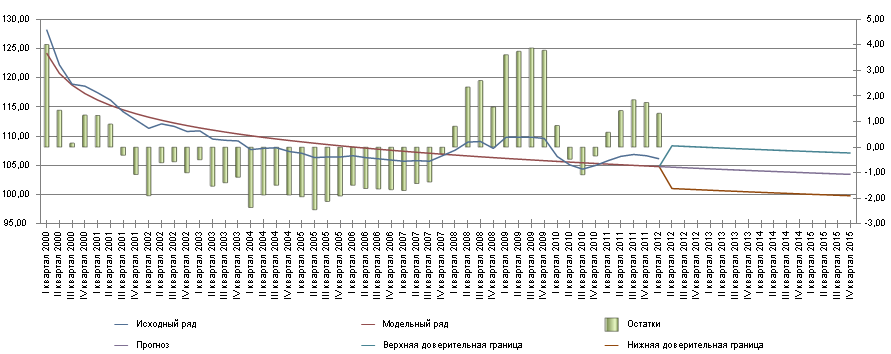 130,00
125,00
120,00
115,00
110,00
105,00
100,00
95,00
5,00
4,00
3,00
2,00
1,00
0,00
-1,00
-2,00
-3,00
I квартал 2000
II квартал 2000
III квартал 2000
IV квартал 2000
I квартал 2001
II квартал 2001
III квартал 2001
IV квартал 2001
I квартал 2002
II квартал 2002
III квартал 2002
IV квартал 2002
I квартал 2003
II квартал 2003
III квартал 2003
IV квартал 2003
I квартал 2004
II квартал 2004
III квартал 2004
IV квартал 2004
I квартал 2005
II квартал 2005
III квартал 2005
IV квартал 2005
I квартал 2006
II квартал 2006
III квартал 2006
IV квартал 2006
I квартал 2007
II квартал 2007
III квартал 2007
IV квартал 2007
I квартал 2008
II квартал 2008
III квартал 2008
IV квартал 2008
I квартал 2009
II квартал 2009
III квартал 2009
IV квартал 2009
I квартал 2010
II квартал 2010
III квартал 2010
IV квартал 2010
I квартал 2011
II квартал 2011
III квартал 2011
IV квартал 2011
I квартал 2012
II квартал 2012
III квартал 2012
IV квартал 2012
I квартал 2013
II квартал 2013
III квартал 2013
IV квартал 2013
I квартал 2014
II квартал 2014
III квартал 2014
IV квартал 2014
I квартал 2015
II квартал 2015
III квартал 2015
IV квартал 2015
Исходный ряд
Модельный ряд
Остатки
Прогноз
Верхняя доверительная граница
Нижняя доверительная граница